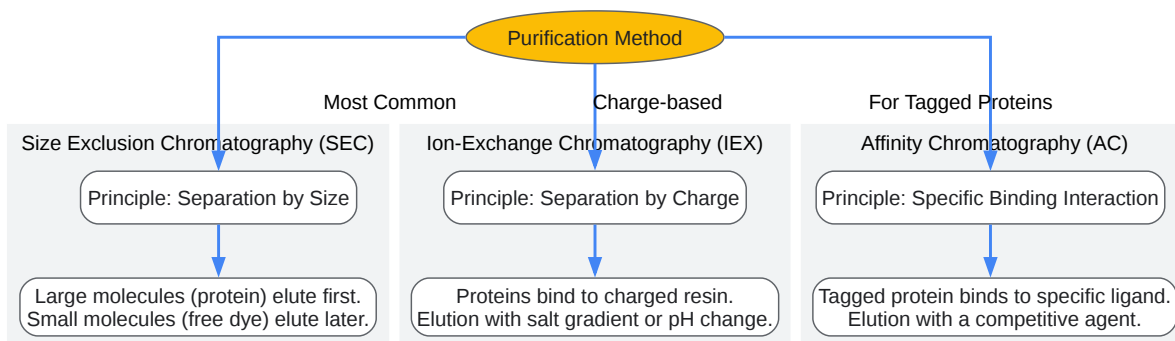 Purification Method
Most Common
Charge-based
For Tagged Proteins
Size Exclusion Chromatography (SEC)
Ion-Exchange Chromatography (IEX)
Affinity Chromatography (AC)
Principle: Separation by Size
Principle: Separation by Charge
Principle: Specific Binding Interaction
Large molecules (protein) elute first.
Small molecules (free dye) elute later.
Proteins bind to charged resin.
Elution with salt gradient or pH change.
Tagged protein binds to specific ligand.
Elution with a competitive agent.